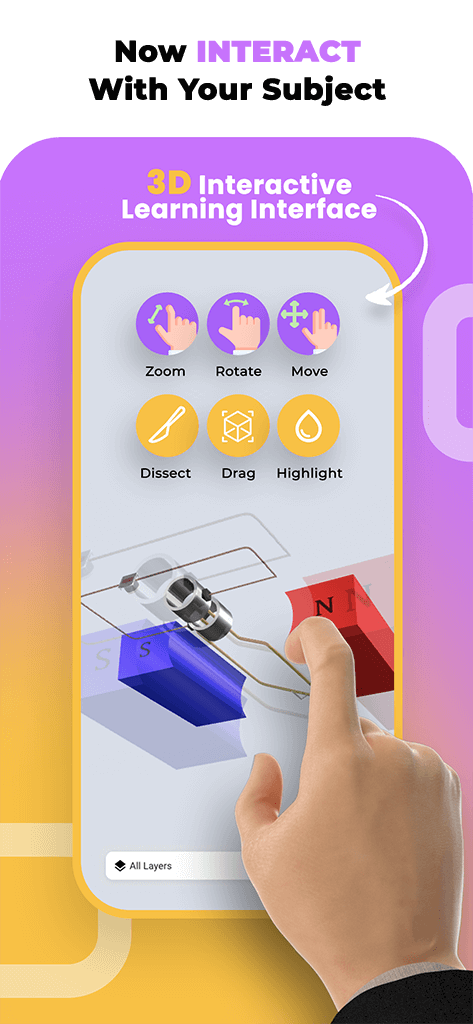 Now INTERACT
With Your Subject
3D Interactive
Learning Interface
Zoom Rotate Move
Dissect Drag Highlight
N N
S S
All Layers